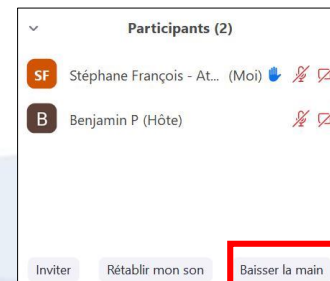 Participants (2)
SF Stéphane François - At... (Moi)
B Benjamin P (Hôte)
Inviter Rétablir mon son Baisser la main